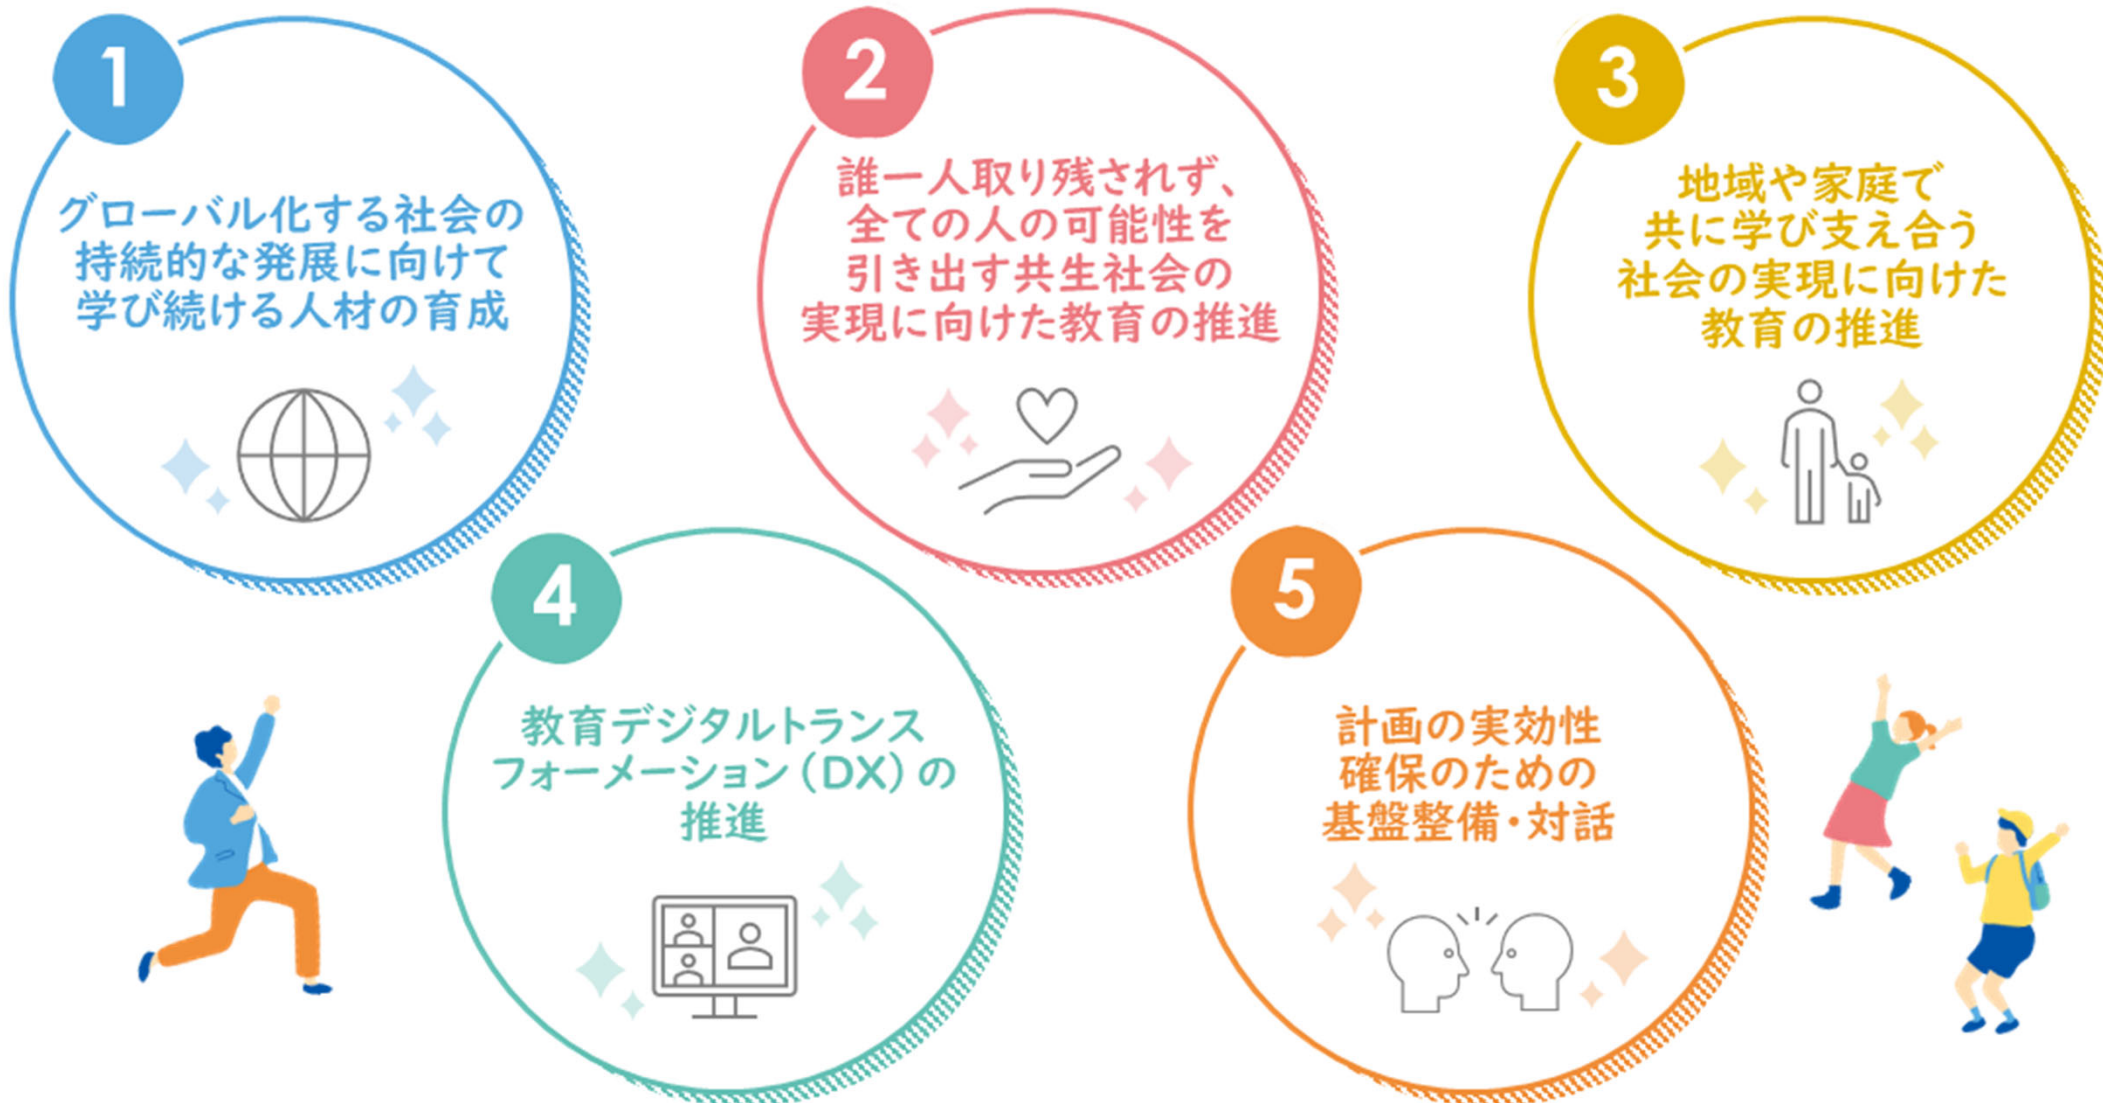 1
グローバル化する社会の
持続的な発展に向けて
学び続ける人材の育成
2
誰一人取り残されず、
全ての人の可能性を
引き出す共生社会の
実現に向けた教育の推進
3
地域や家庭で
共に学び支え合う
社会の実現に向けた
教育の推進
4
教育デジタルトランス
フォーメーション（DX）の
推進
5
計画の実効性
確保のための
基盤整備・対話